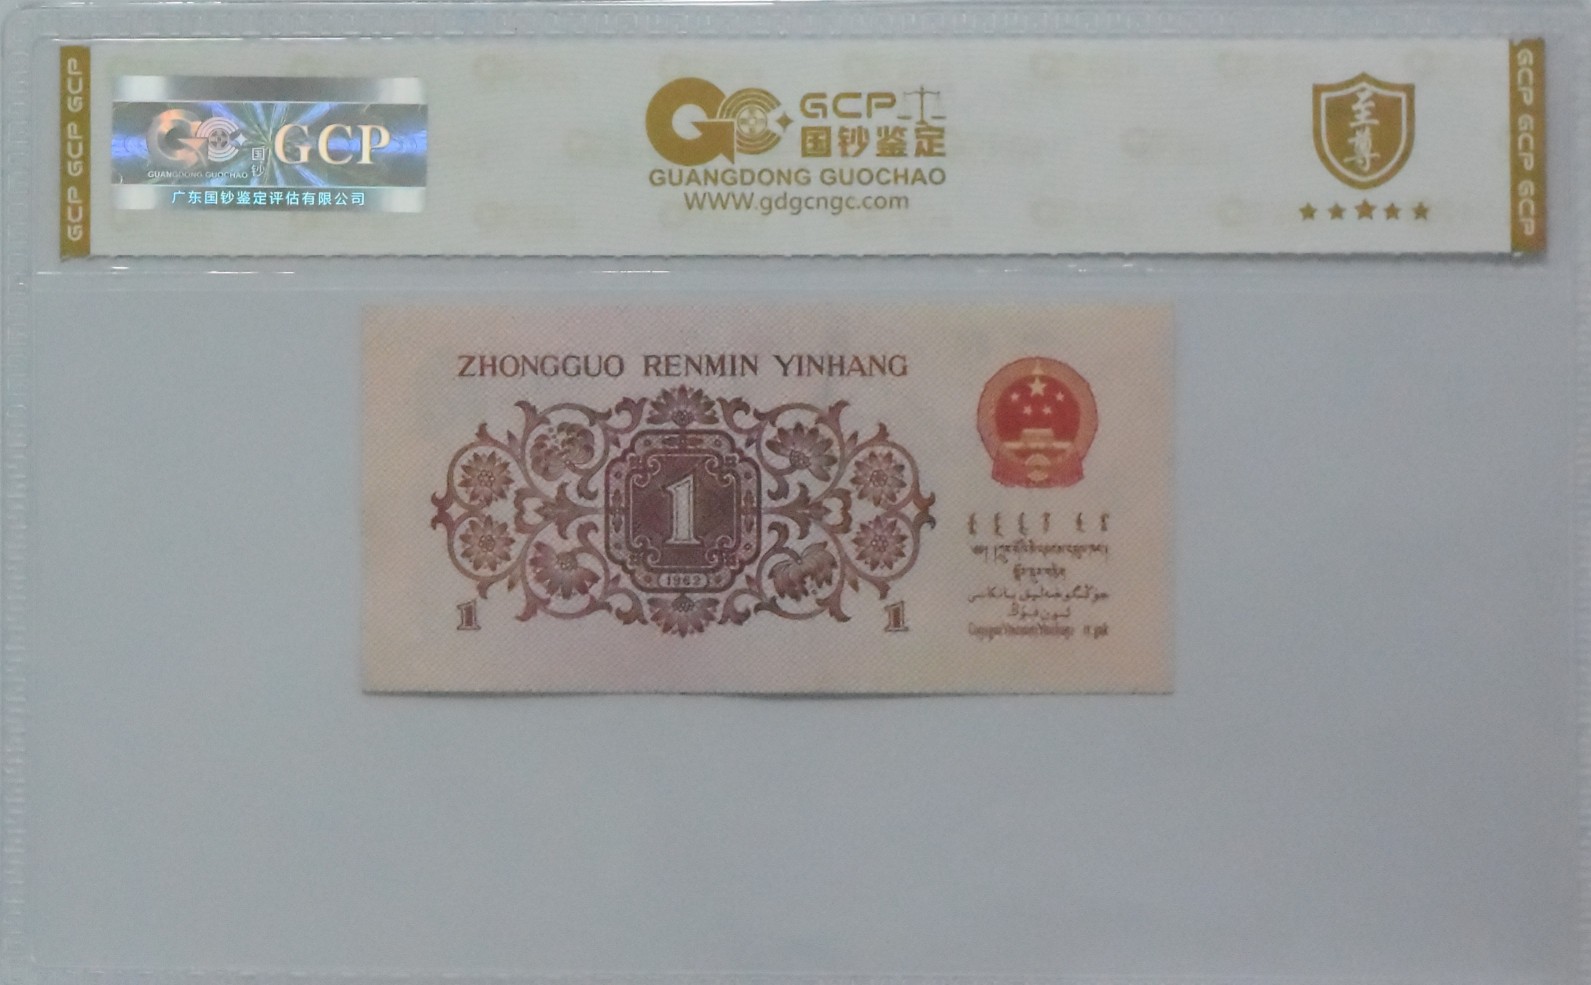 GCP GCP GCP
国钞
GCP
GUANGDONG GUOCHAO
广东国钞鉴定评估有限公司
GCP
国钞鉴定
GUANGDONG GUOCHAO
WWW.gdgcngc.com
至尊
GCP GCP GCP
ZHONGGUO RENMIN YINHANG
1
1962
1
1